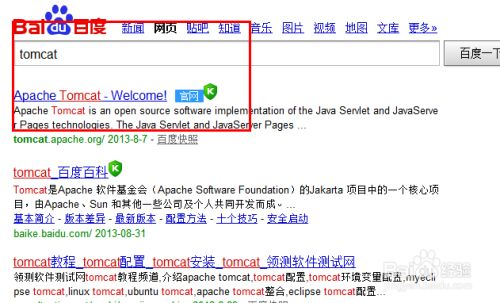 Bai du 百度 新闻 网页 贴吧 知道 音乐 图片 视频 地图 文库 更多»
tomcat 百度一
Apache Tomcat - Welcome! 官网 K
Apache Tomcat is an open source software implementation of the Java Servlet and JavaServe
r Pages technologies. The Java Servlet and JavaServer Pages ...
tomcat.apache.org/ 2013-8-7 - 百度快照
tomcat_百度百科 K
Tomcat是Apache 软件基金会（Apache Software Foundation）的Jakarta 项目中的一个核心项
目，由Apache、Sun 和其他一些公司及个人共同开发而成。
基本简介 - 版本差异 - 最新版本 - 配置方法 - 十个技巧 - 安全启动
baike.baidu.com/ 2013-08-31
tomcat教程_tomcat配置_tomcat安装_tomcat_领测软件测试网
领测软件测试网tomcat教程频道,介绍apache tomcat,tomcat配置,tomcat环境变量配置,myecli
pse tomcat,linux tomcat,ubuntu tomcat,apache tomcat整合,eclipse tomcat配置...